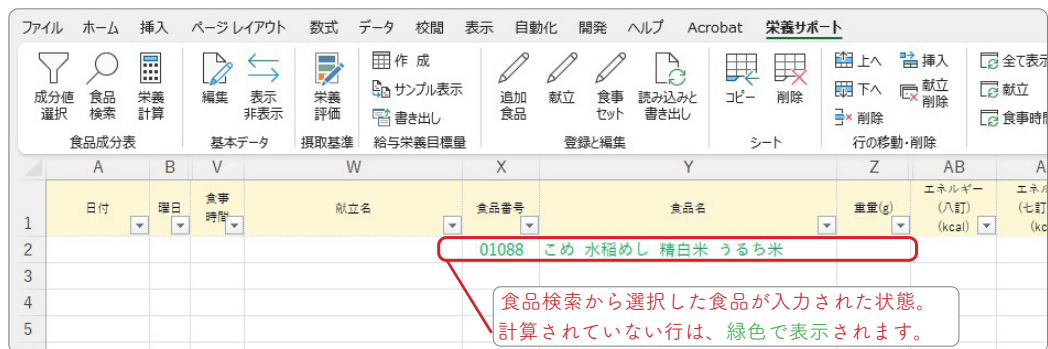 ファイル ホーム 挿入 ページ レイアウト 数式 データ 校閲 表示 自動化 開発 ヘルプ Acrobat 栄養サポート
成分値選択 食品検索 栄養計算
食品成分表
編集 表示非表示
基本データ
栄養評価
摂取基準
作 成
サンプル表示
書き出し
給与栄養目標量
追加食品 献立 食事セット 読み込みと書き出し
登録と編集
コピー 削除
シート
上へ 挿入
下へ 献立削除
削除
行の移動・削除
全て表示
献立
食事時間
A B V W X Y Z AB A
1 日付 曜日 食事時間 献立名 食品番号 食品名 重量(g) エネルギー(八訂)(kcal) エネル(七訂)(kc
2 01088 こめ 水稲めし 精白米 うるち米
3
4
5
食品検索から選択した食品が入力された状態。
計算されていない行は、緑色で表示されます。